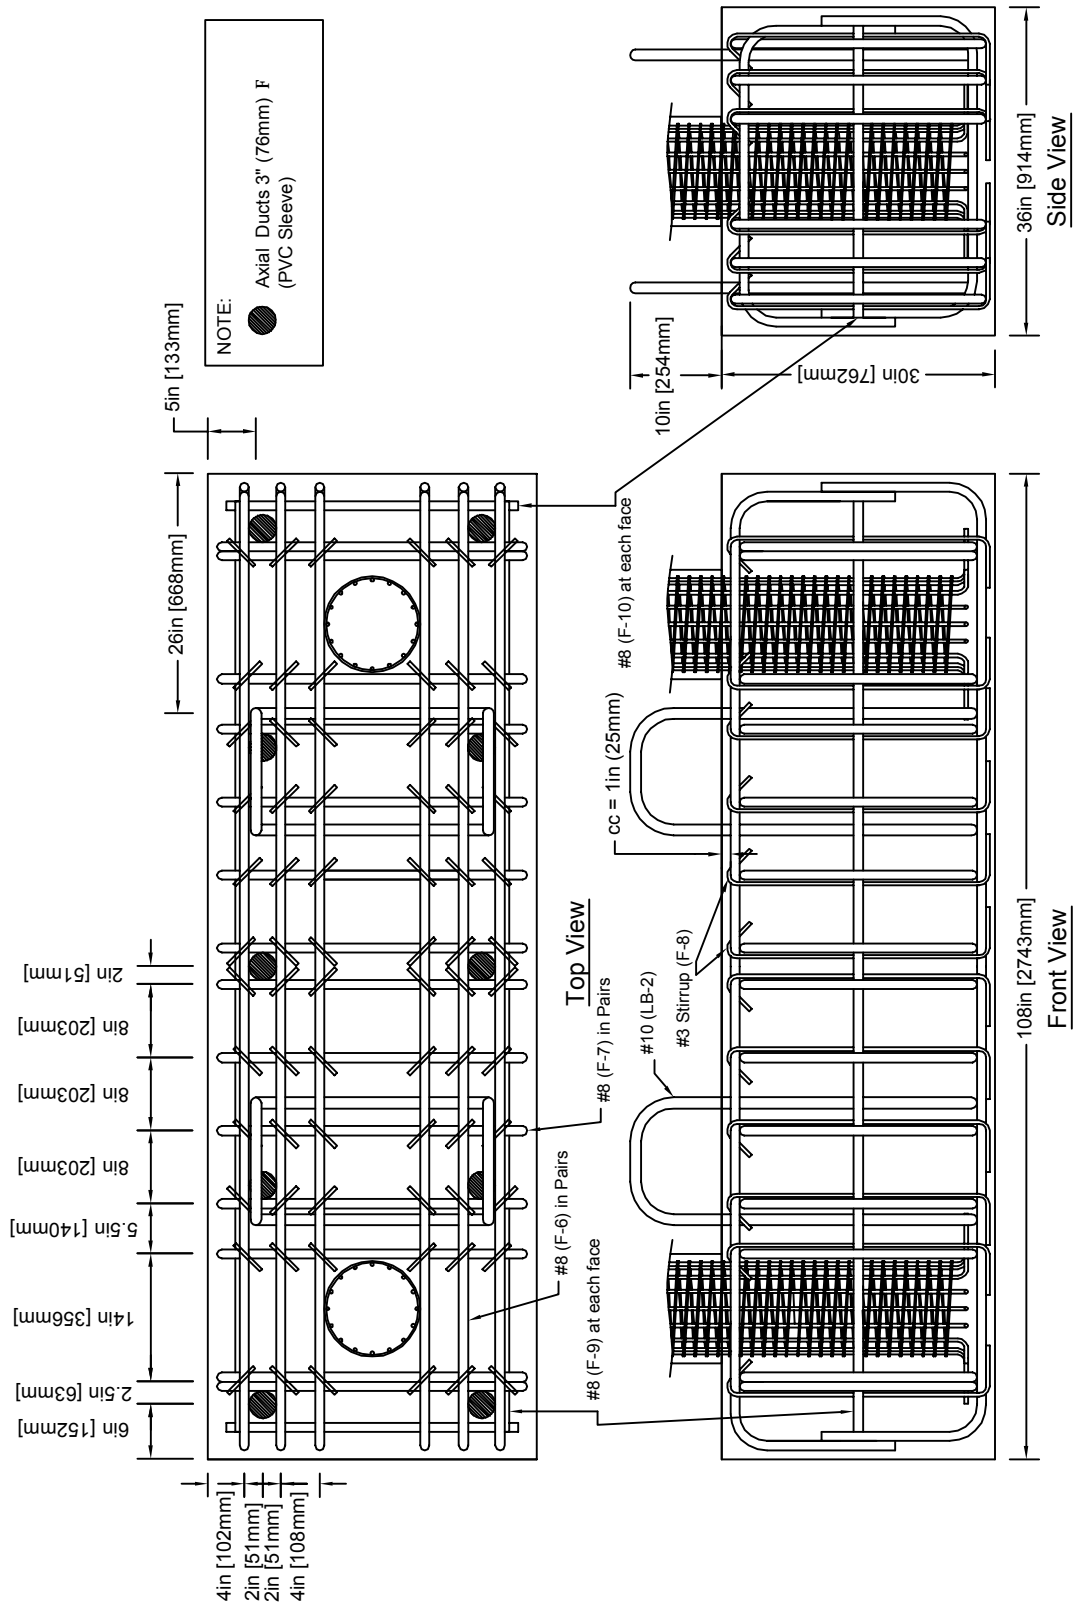 NOTE:
Axial Ducts 3" (76mm) F
(PVC Sleeve)
5in [133mm]
26in [668mm]
2in [51mm]
8in [203mm]
8in [203mm]
8in [203mm]
5.5in [140mm]
14in [356mm]
2.5in [63mm]
6in [152mm]
4in [102mm]
2in [51mm]
2in [51mm]
4in [108mm]
Top View
#8 (F-7) in Pairs
#8 (F-6) in Pairs
#8 (F-9) at each face
#8 (F-10) at each face
cc = 1in (25mm)
#10 (LB-2)
#3 Stirrup (F-8)
108in [2743mm]
Front View
10in [254mm]
30in [762mm]
36in [914mm]
Side View